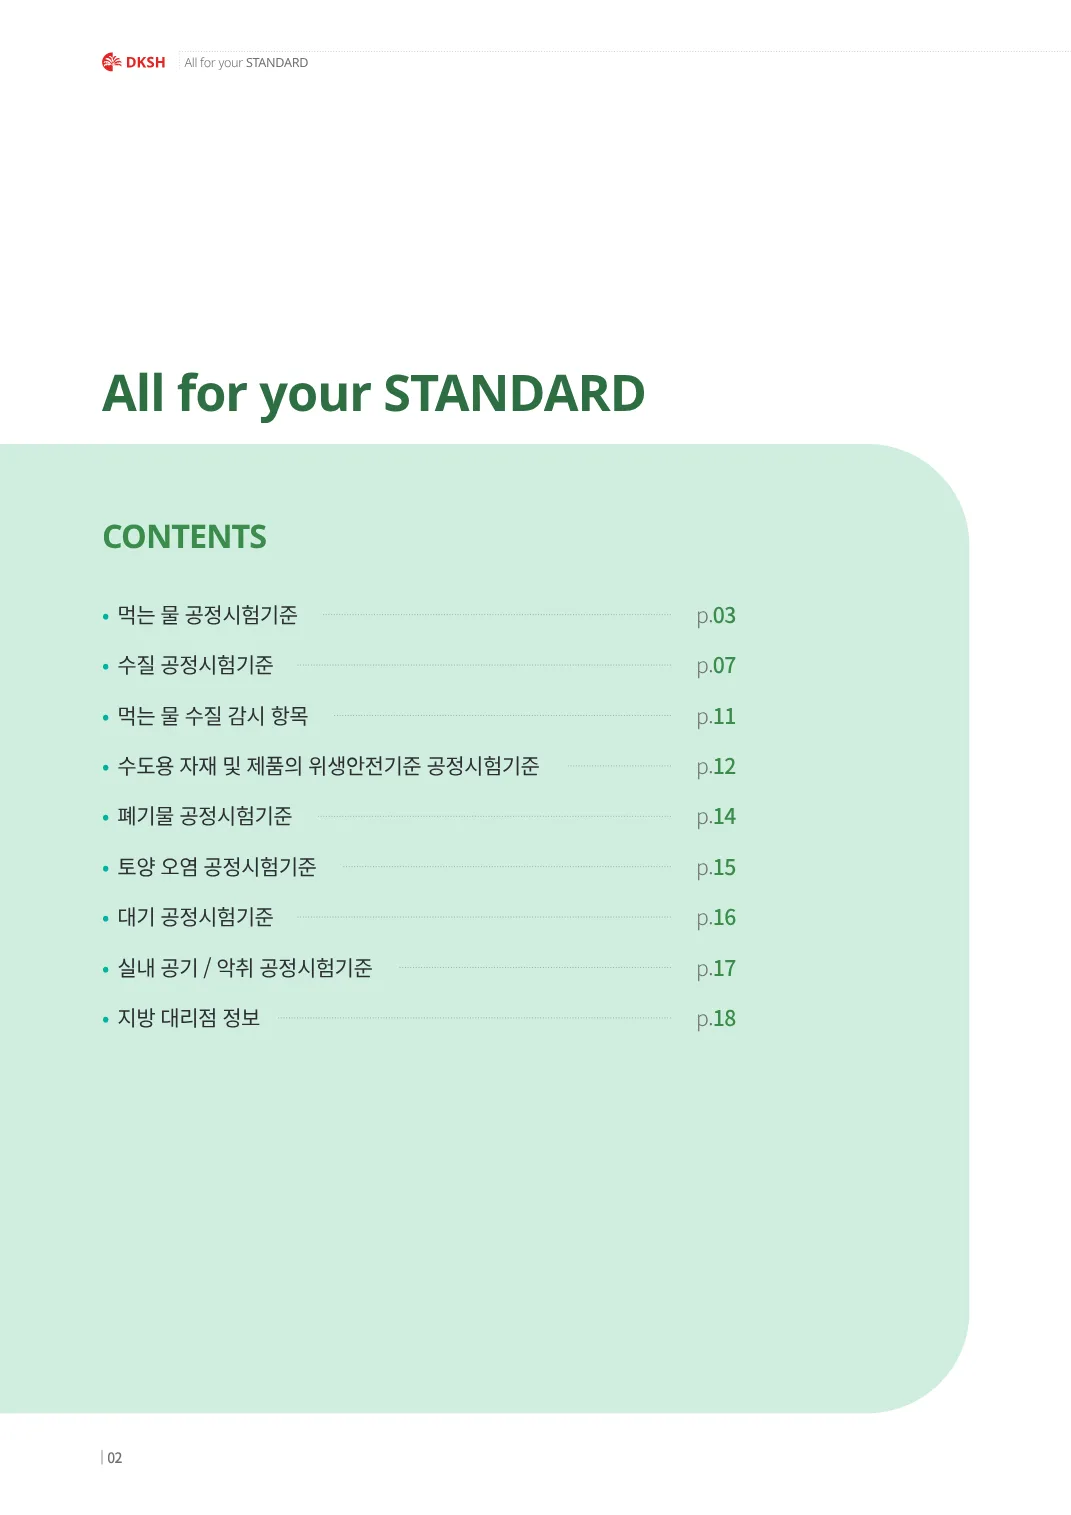 DKSH All for your STANDARD
All for your STANDARD
CONTENTS
• 먹는 물 공정시험기준 p.03
• 수질 공정시험기준 p.07
• 먹는 물 수질 감시 항목 p.11
• 수도용 자재 및 제품의 위생안전기준 공정시험기준 p.12
• 폐기물 공정시험기준 p.14
• 토양 오염 공정시험기준 p.15
• 대기 공정시험기준 p.16
• 실내 공기 / 악취 공정시험기준 p.17
• 지방 대리점 정보 p.18
02